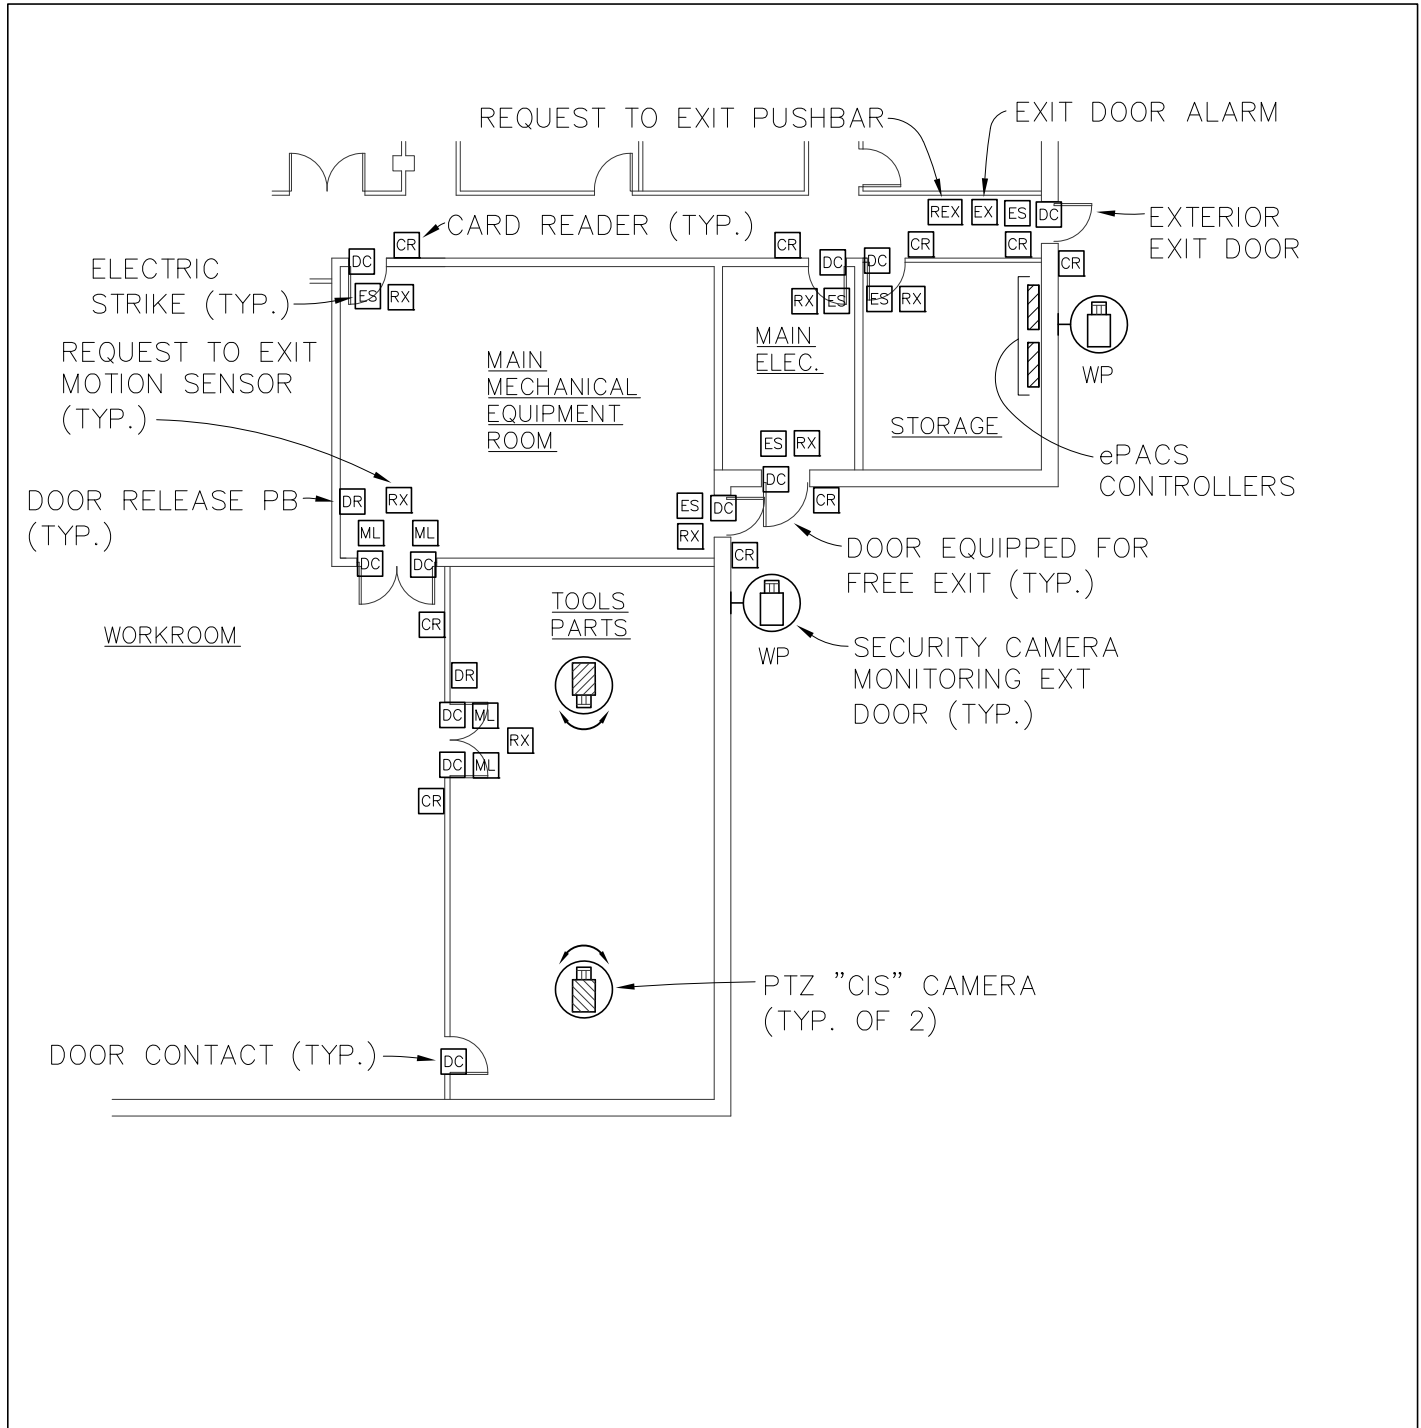 REQUEST TO EXIT PUSHBAR
EXIT DOOR ALARM
REX EX ES DC
EXTERIOR
EXIT DOOR
CARD READER (TYP.)
CR
CR
CR
CR
CR
DC
DC
DC
ELECTRIC
STRIKE (TYP.)
ES RX
RX ES
ES RX
REQUEST TO EXIT
MOTION SENSOR
(TYP.)
MAIN
MECHANICAL
EQUIPMENT
ROOM
MAIN
ELEC.
STORAGE
WP
ePACS
CONTROLLERS
ES RX
DC
CR
DOOR RELEASE PB
(TYP.)
DR
RX
ML
ML
DC
DC
ES
DC
RX
CR
DOOR EQUIPPED FOR
FREE EXIT (TYP.)
TOOLS
PARTS
WORKROOM
CR
WP
SECURITY CAMERA
MONITORING EXT
DOOR (TYP.)
DR
DC ML
RX
DC ML
CR
PTZ "CIS" CAMERA
(TYP. OF 2)
DOOR CONTACT (TYP.)
DC